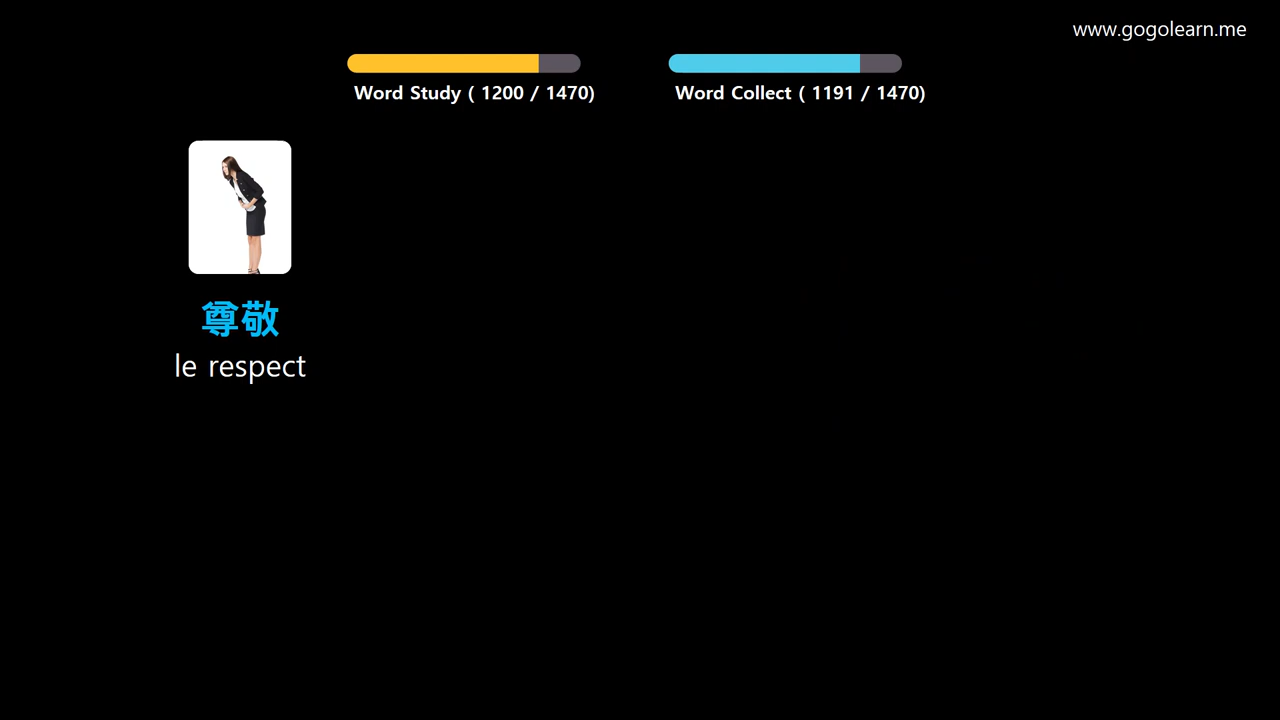 www.gogolearn.me
Word Study ( 1200 / 1470)
Word Collect ( 1191 / 1470)
尊敬
le respect